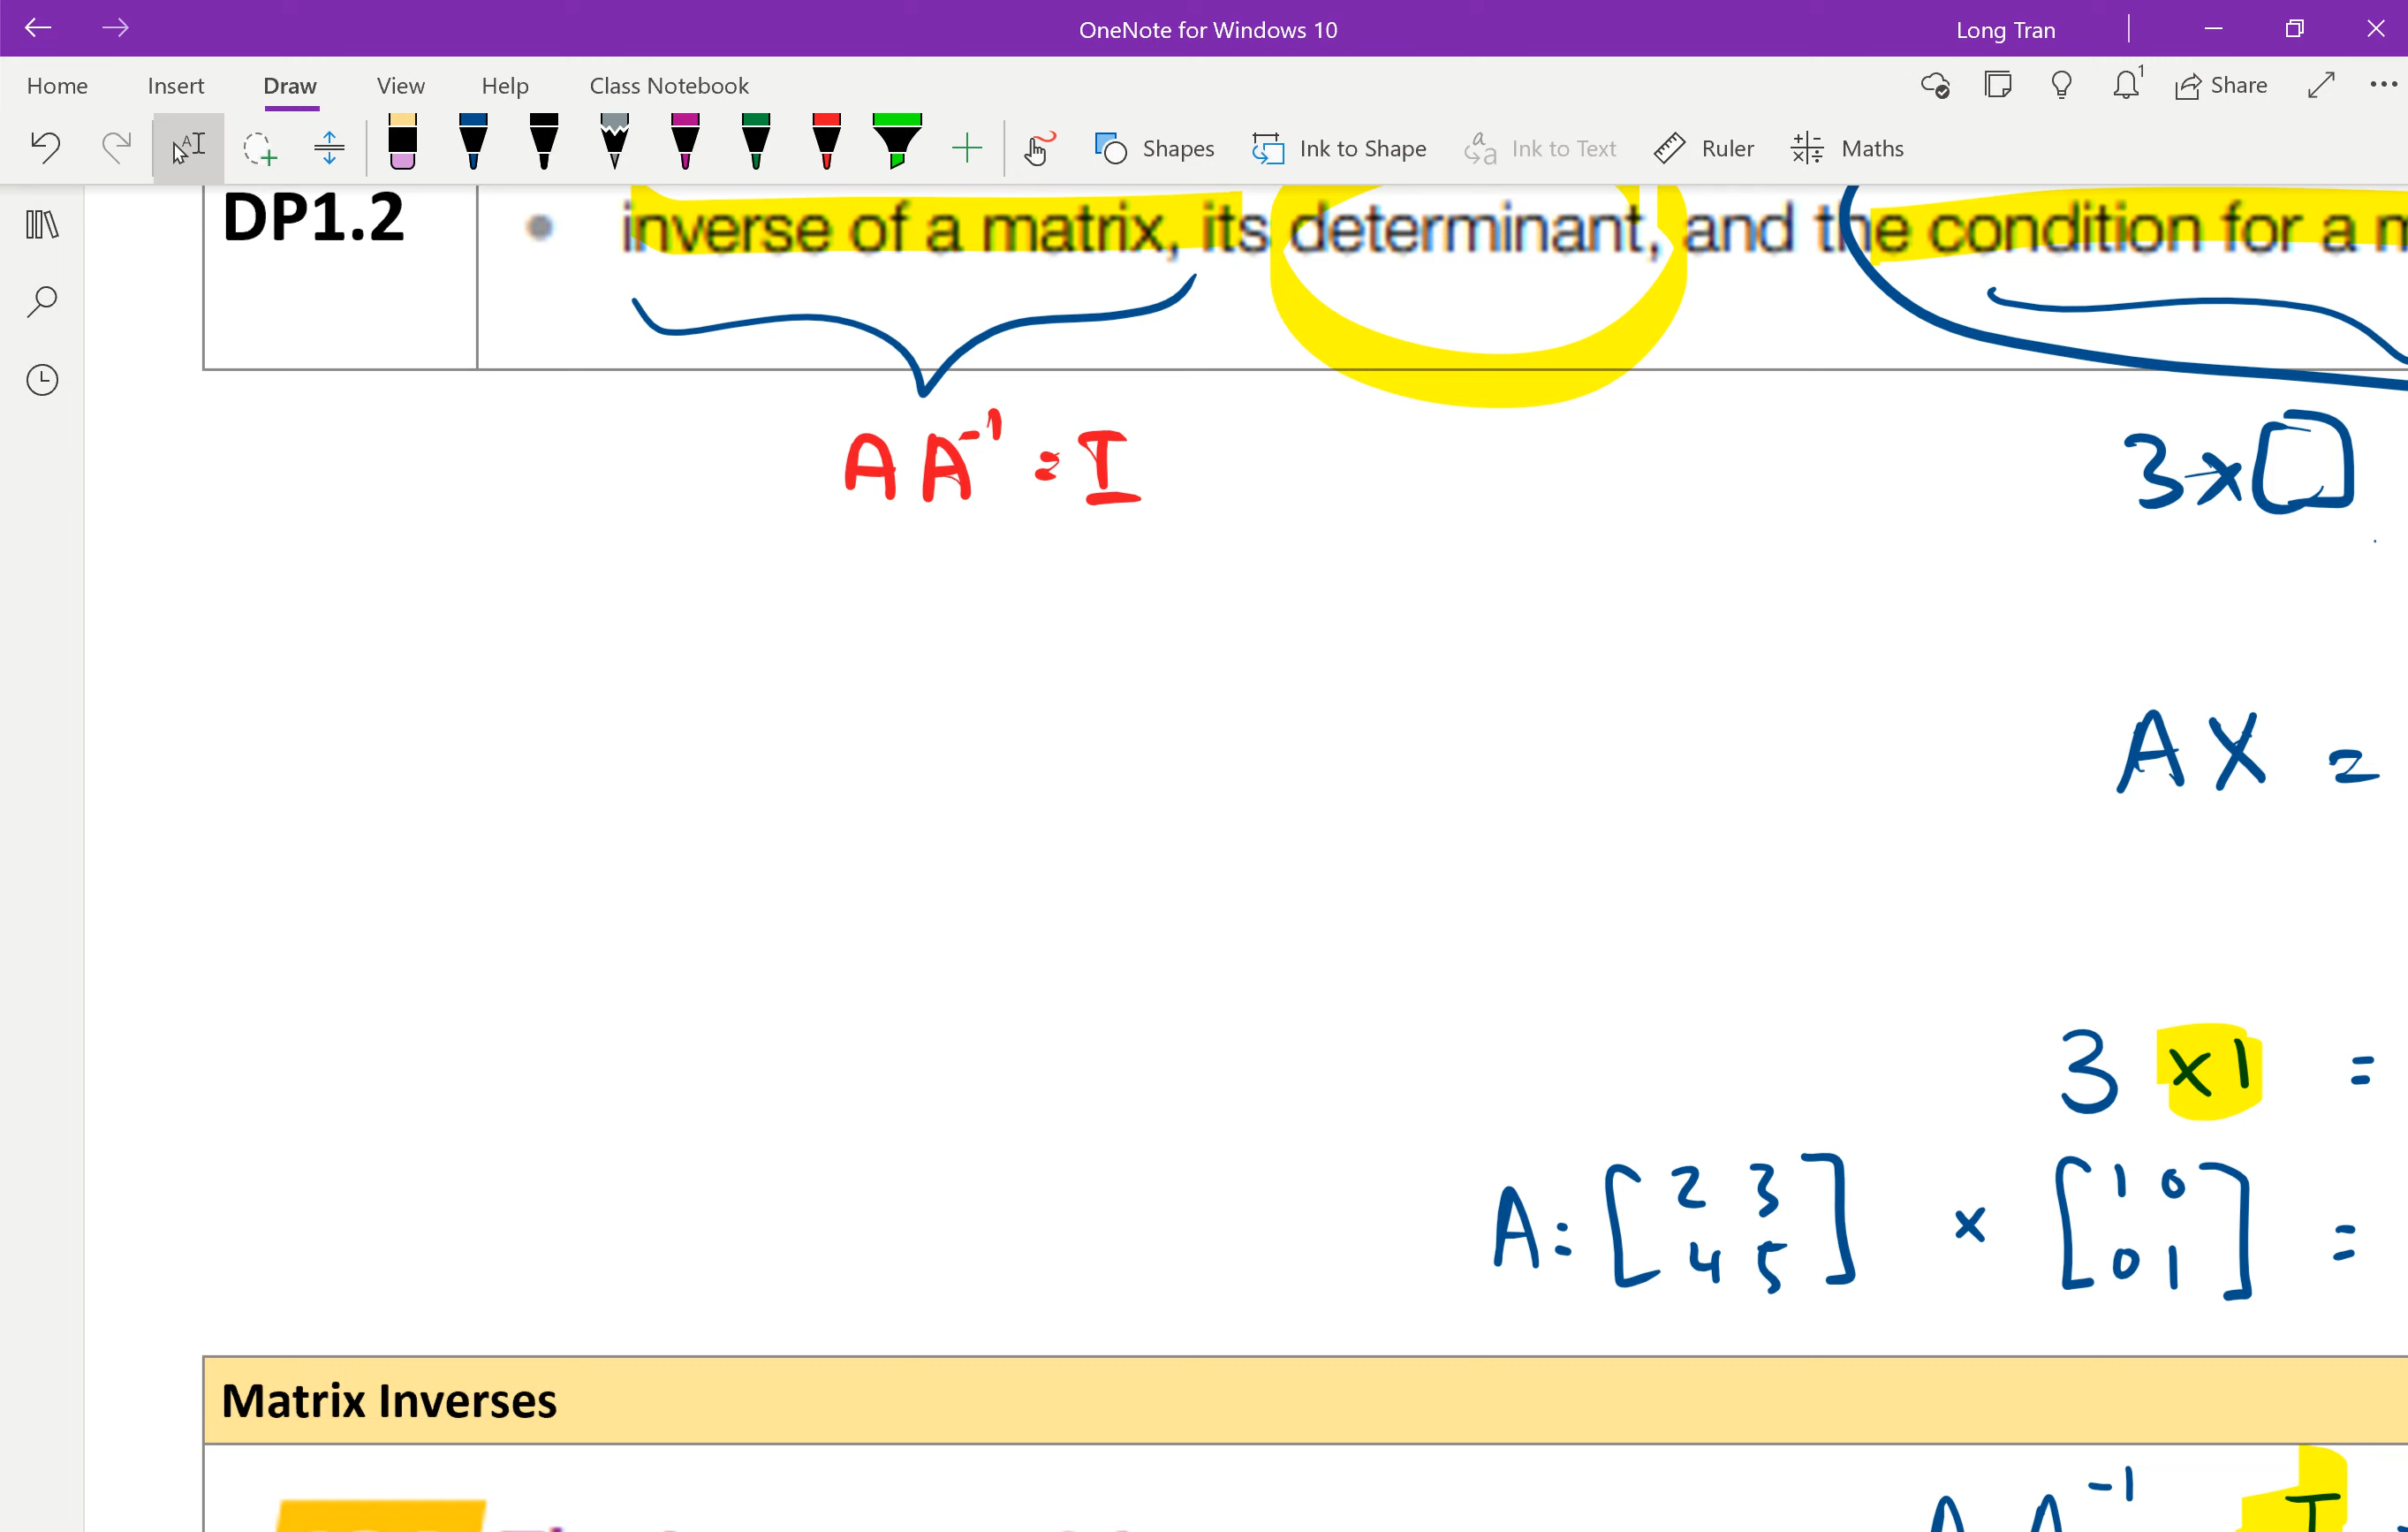 OneNote for Windows 10 Long Tran
Home Insert Draw View Help Class Notebook 1 Share
Shapes Ink to Shape Ink to Text Ruler Maths
DP1.2 • inverse of a matrix, its determinant, and the condition for a
A A⁻¹ = I
3 × □
A X =
3 × 1 =
A = [ 2 3 ] × [ 1 0 ] =
[ 4 5 ] [ 0 1 ]
Matrix Inverses
A A⁻¹ I